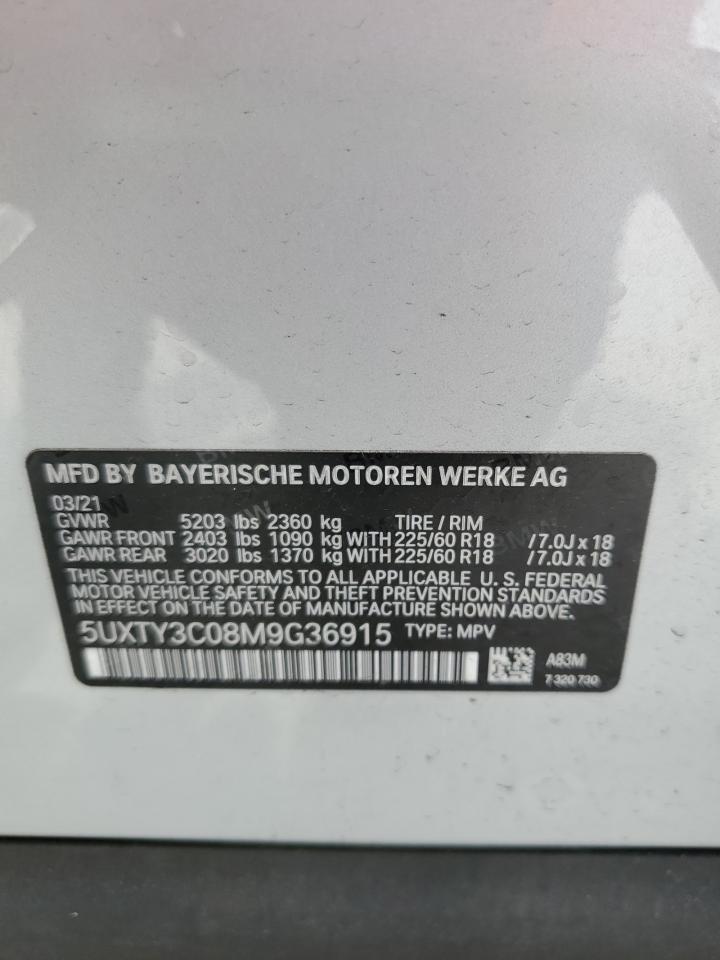 MFD BY BAYERISCHE MOTOREN WERKE AG
03/21
GVWR 5203 lbs 2360 kg TIRE / RIM
GAWR FRONT 2403 lbs 1090 kg WITH 225/60 R18 /7.0J x 18
GAWR REAR 3020 lbs 1370 kg WITH 225/60 R18 /7.0J x 18
THIS VEHICLE CONFORMS TO ALL APPLICABLE U. S. FEDERAL
MOTOR VEHICLE SAFETY AND THEFT PREVENTION STANDARDS
IN EFFECT ON THE DATE OF MANUFACTURE SHOWN ABOVE.
5UXTY3C08M9G36915 TYPE: MPV
A83M
7 320 730